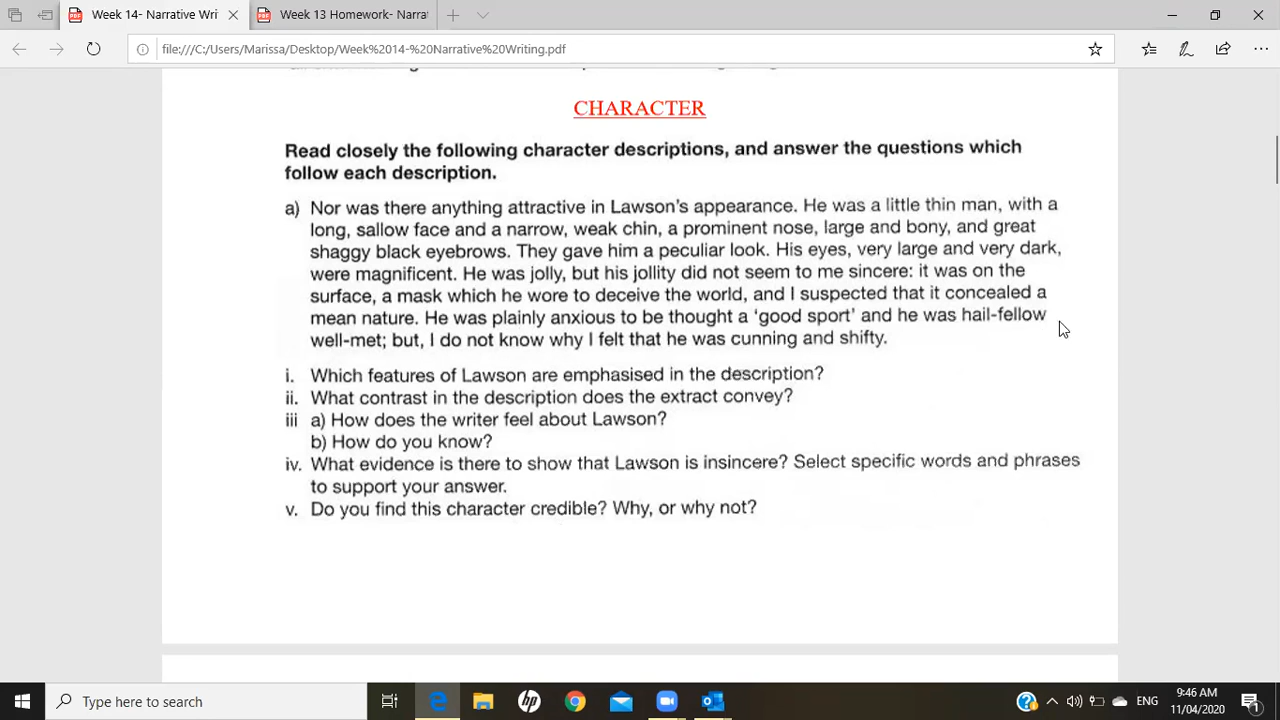 Week 14- Narrative Wri
Week 13 Homework- Narrat
file:///C:/Users/Marissa/Desktop/Week%2014-%20Narrative%20Writing.pdf
CHARACTER
Read closely the following character descriptions, and answer the questions which
follow each description.
a) Nor was there anything attractive in Lawson's appearance. He was a little thin man, with a
long, sallow face and a narrow, weak chin, a prominent nose, large and bony, and great
shaggy black eyebrows. They gave him a peculiar look. His eyes, very large and very dark,
were magnificent. He was jolly, but his jollity did not seem to me sincere: it was on the
surface, a mask which he wore to deceive the world, and I suspected that it concealed a
mean nature. He was plainly anxious to be thought a 'good sport' and he was hail-fellow
well-met; but, I do not know why I felt that he was cunning and shifty.
i. Which features of Lawson are emphasised in the description?
ii. What contrast in the description does the extract convey?
iii a) How does the writer feel about Lawson?
b) How do you know?
iv. What evidence is there to show that Lawson is insincere? Select specific words and phrases
to support your answer.
v. Do you find this character credible? Why, or why not?
Type here to search
ENG
9:46 AM
11/04/2020